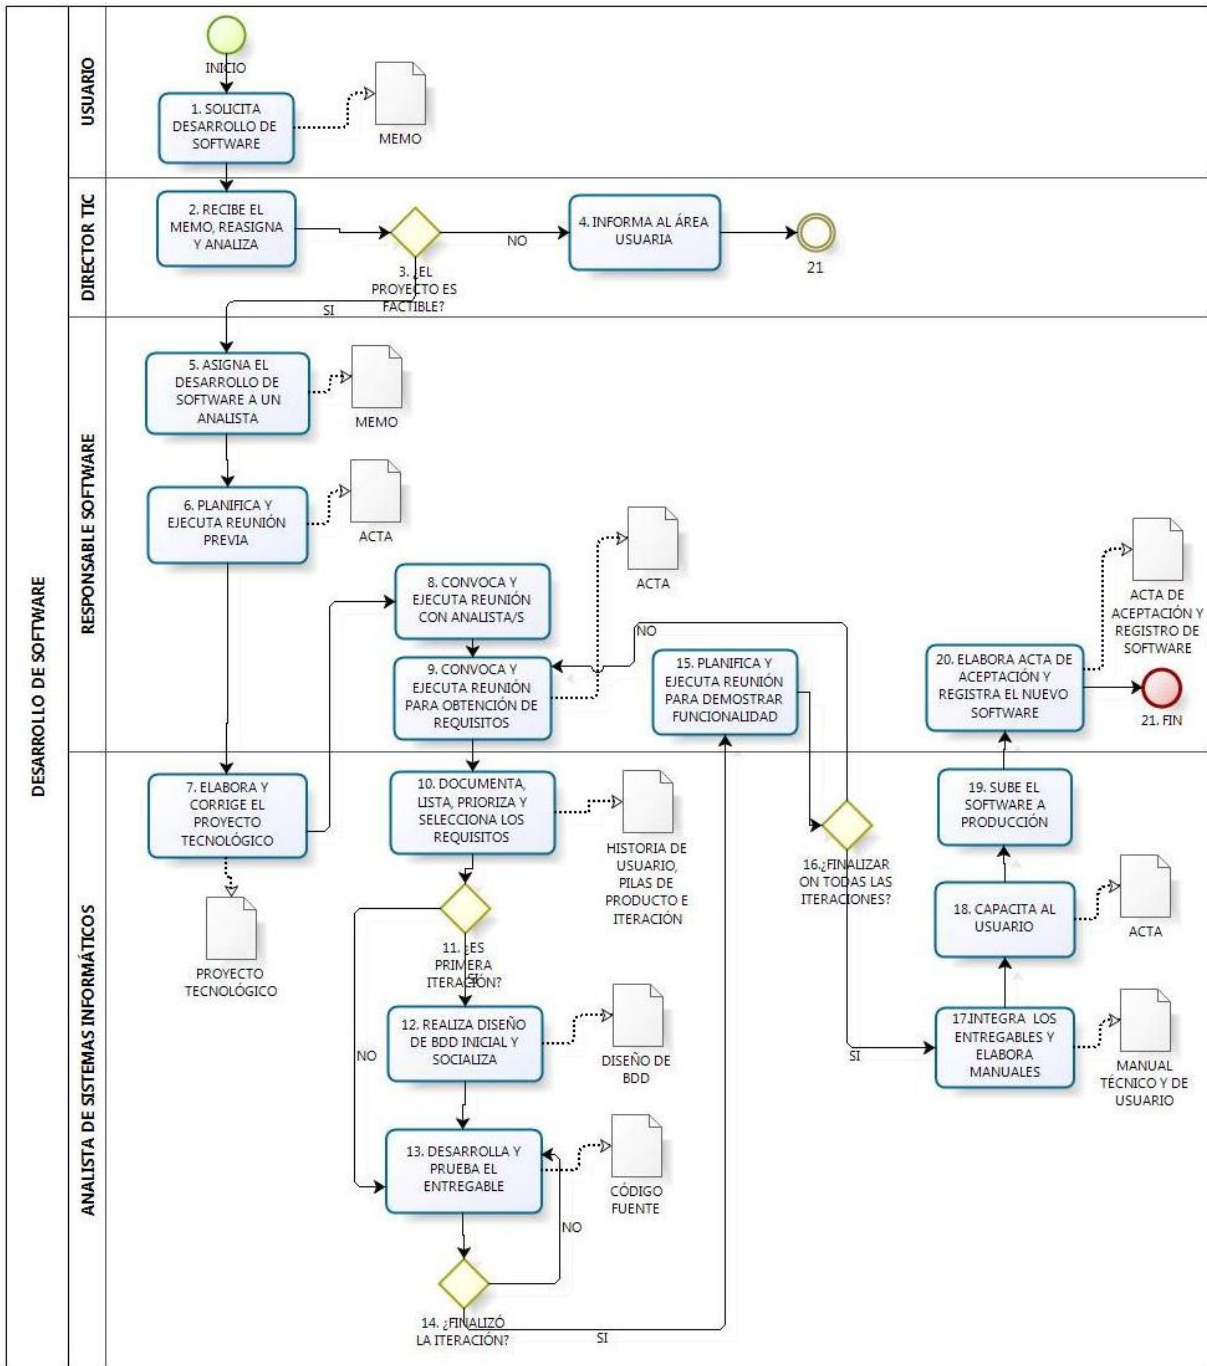 DESARROLLO DE SOFTWARE
USUARIO
INICIO
1. SOLICITA
DESARROLLO DE
SOFTWARE
MEMO
DIRECTOR TIC
2. RECIBE EL
MEMO, REASIGNA
Y ANALIZA
3. ¿EL
PROYECTO ES
FACTIBLE?
NO
SI
4. INFORMA AL ÁREA
USUARIA
21
RESPONSABLE SOFTWARE
5. ASIGNA EL
DESARROLLO DE
SOFTWARE A UN
ANALISTA
MEMO
6. PLANIFICA Y
EJECUTA REUNIÓN
PREVIA
ACTA
8. CONVOCA Y
EJECUTA REUNIÓN
CON ANALISTA/S
9. CONVOCA Y
EJECUTA REUNIÓN
PARA OBTENCIÓN DE
REQUISITOS
ACTA
NO
15. PLANIFICA Y
EJECUTA REUNIÓN
PARA DEMOSTRAR
FUNCIONALIDAD
20. ELABORA ACTA DE
ACEPTACIÓN Y
REGISTRA EL NUEVO
SOFTWARE
ACTA DE
ACEPTACIÓN Y
REGISTRO DE
SOFTWARE
21. FIN
ANALISTA DE SISTEMAS INFORMÁTICOS
7. ELABORA Y
CORRIGE EL
PROYECTO
TECNOLÓGICO
PROYECTO
TECNOLÓGICO
10. DOCUMENTA,
LISTA, PRIORIZA Y
SELECCIONA LOS
REQUISITOS
HISTORIA DE
USUARIO,
PILAS DE
PRODUCTO E
ITERACIÓN
11. ¿ES
PRIMERA
ITERACIÓN?
SI
NO
12. REALIZA DISEÑO
DE BDD INICIAL Y
SOCIALIZA
DISEÑO DE
BDD
13. DESARROLLA Y
PRUEBA EL
ENTREGABLE
CÓDIGO
FUENTE
NO
14. ¿FINALIZÓ
LA ITERACIÓN?
SI
16.¿FINALIZAR
ON TODAS LAS
ITERACIONES?
SI
19. SUBE EL
SOFTWARE A
PRODUCCIÓN
18. CAPACITA AL
USUARIO
ACTA
17.INTEGRA LOS
ENTREGABLES Y
ELABORA
MANUALES
MANUAL
TÉCNICO Y DE
USUARIO